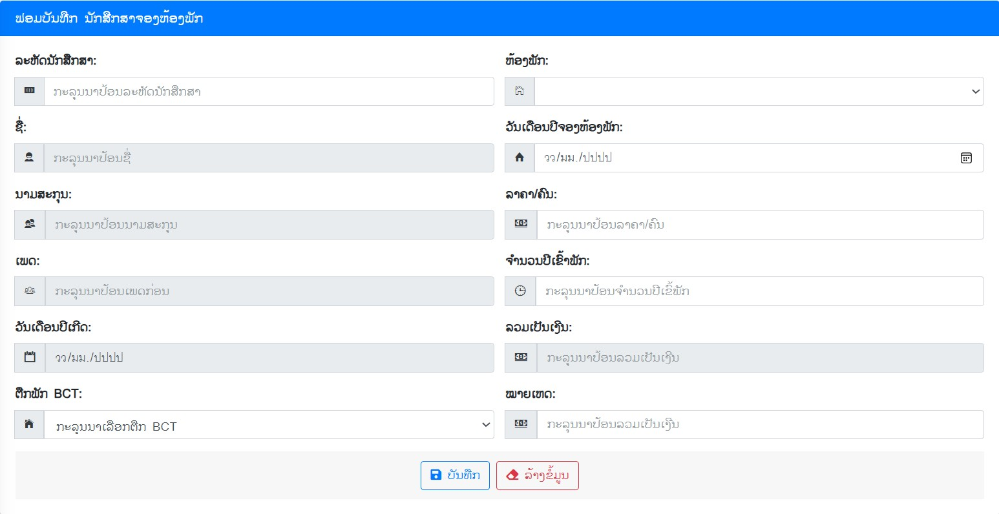 ຟອມບັນທຶກ ນັກສຶກສາຈອງຫ້ອງພັກ
ລະຫັດນັກສຶກສາ:
ກະລຸນາປ້ອນລະຫັດນັກສຶກສາ
ຊື່:
ກະລຸນນາປ້ອນຊື່
ນາມສະກຸນ:
ກະລຸນນາປ້ອນນາມສະກຸນ
ເພດ:
ກະລຸນນາປ້ອນເພດກ່ອນ
ວັນເດືອນປີເກີດ:
ວວ/ມມ./ປປປປ
ຕຶກພັກ BCT:
ກະລຸນນາເລືອກຕຶກ BCT
ຫ້ອງພັກ:
ວັນເດືອນປີຈອງຫ້ອງພັກ:
ວວ/ມມ./ປປປປ
ລາຄາ/ຄົນ:
ກະລຸນນາປ້ອນລາຄາ/ຄົນ
ຈຳນວນປີເຂົ້າພັກ:
ກະລຸນນາປ້ອນຈຳນວນປີເຂົ້ພັກ
ລວມເປັນເງີນ:
ກະລຸນນາປ້ອນລວມເປັນເງີນ
ໝາຍເຫດ:
ກະລຸນນາປ້ອນລວມເປັນເງີນ
ບັນທຶກ
ລ້າງຂໍ້ມູນ